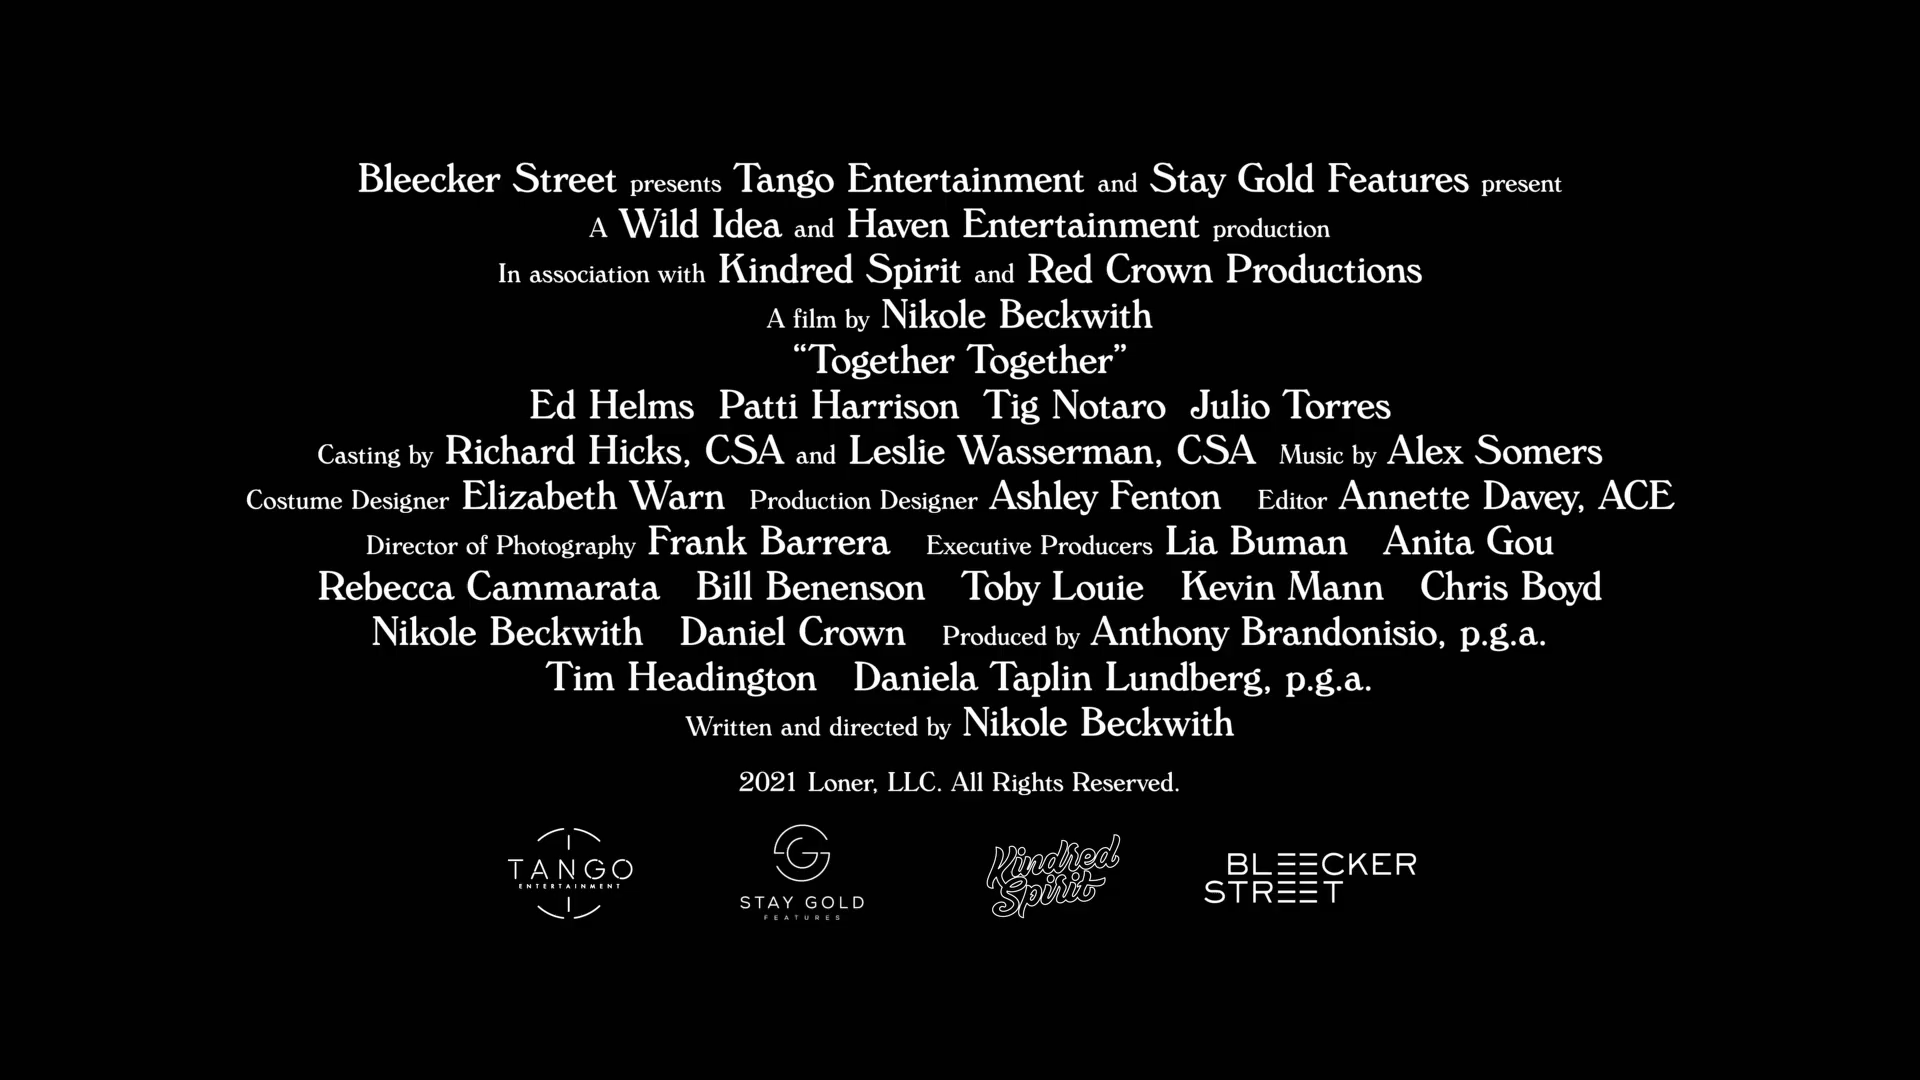 Bleecker Street presents Tango Entertainment and Stay Gold Features present
A Wild Idea and Haven Entertainment production
In association with Kindred Spirit and Red Crown Productions
A film by Nikole Beckwith
“Together Together”
Ed Helms Patti Harrison Tig Notaro Julio Torres
Casting by Richard Hicks, CSA and Leslie Wasserman, CSA Music by Alex Somers
Costume Designer Elizabeth Warn Production Designer Ashley Fenton Editor Annette Davey, ACE
Director of Photography Frank Barrera Executive Producers Lia Buman Anita Gou
Rebecca Cammarata Bill Benenson Toby Louie Kevin Mann Chris Boyd
Nikole Beckwith Daniel Crown Produced by Anthony Brandonisio, p.g.a.
Tim Headington Daniela Taplin Lundberg, p.g.a.
Written and directed by Nikole Beckwith
2021 Loner, LLC. All Rights Reserved.
TANGO
ENTERTAINMENT
SG
STAY GOLD
FEATURES
Kindred
Spirit
BLEECKER
STREET